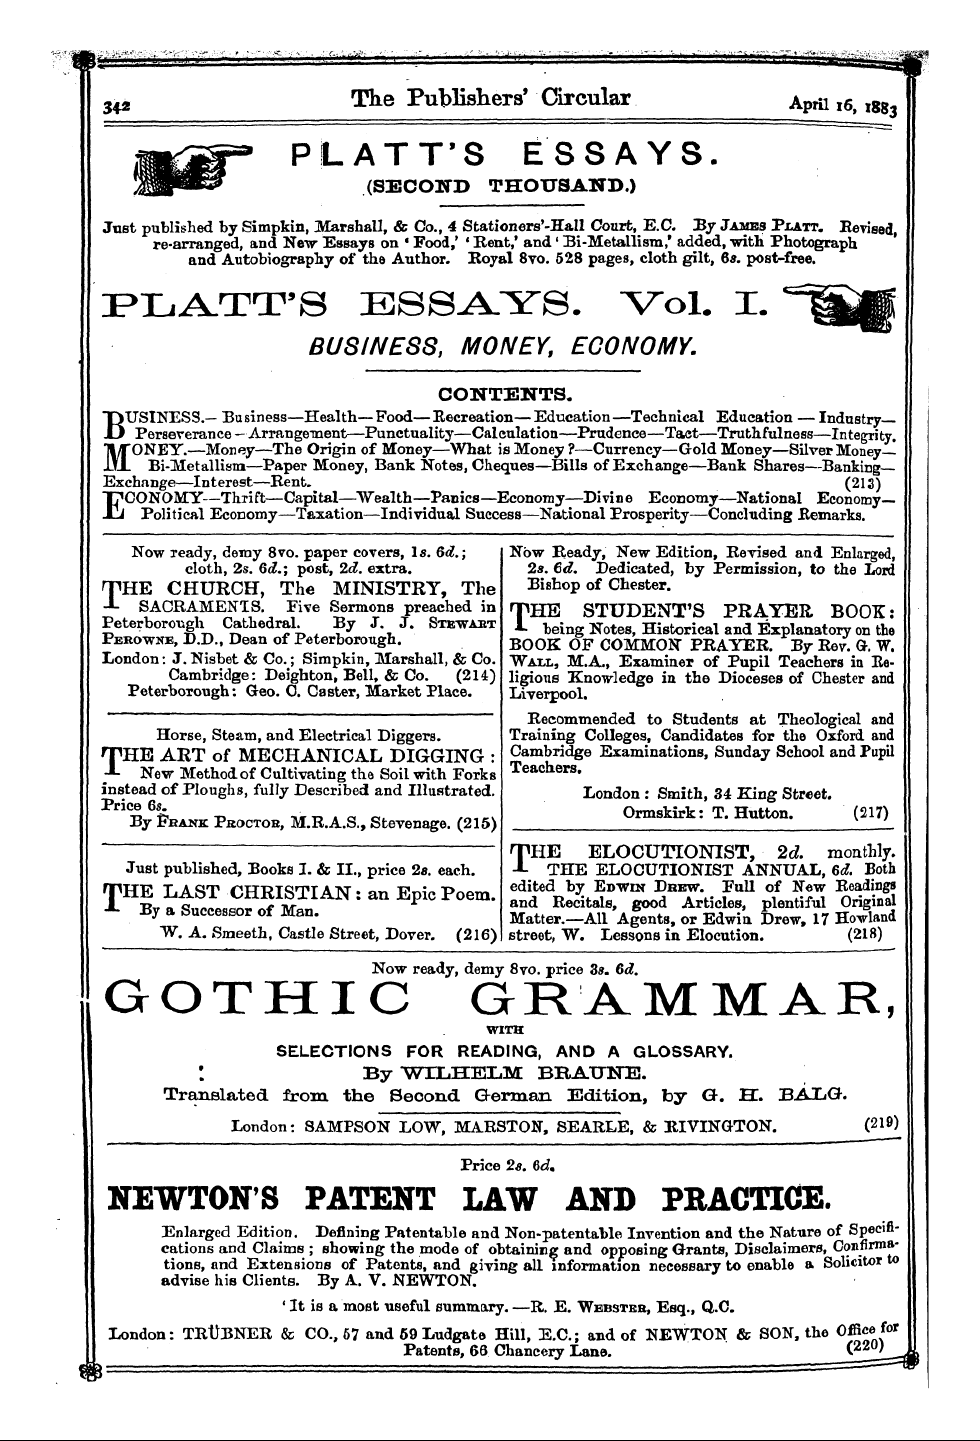 342 The Publishers' Circular April 16, 1883
PLATT'S ESSAYS.
(SECOND THOUSAND.)
Just published by Simpkin, Marshall, & Co., 4 Stationers'-Hall Court, E.C. By JAMES PLATT. Revised,
re-arranged, and New Essays on ' Food,' ' Rent,' and ' Bi-Metallism,' added, with Photograph
and Autobiography of the Author. Royal 8vo. 528 pages, cloth gilt, 6s. post-free.
PLATT'S ESSAYS. Vol. I.
BUSINESS, MONEY, ECONOMY.
CONTENTS.
BUSINESS.—Business—Health—Food—Recreation—Education—Technical Education—Industry—
Perseverance—Arrangement—Punctuality—Calculation—Prudence—Tact—Truthfulness—Integrity.
MONEY.—Money—The Origin of Money—What is Money?—Currency—Gold Money—Silver Money—
Bi-Metallism—Paper Money, Bank Notes, Cheques—Bills of Exchange—Bank Shares—Banking—
Exchange—Interest—Rent. (213)
ECONOMY—Thrift—Capital—Wealth—Panics—Economy—Divine Economy—National Economy—
Political Economy—Taxation—Individual Success—National Prosperity—Concluding Remarks.
Now ready, demy 8vo. paper covers, 1s. 6d.;
cloth, 2s. 6d.; post, 2d. extra.
THE CHURCH, The MINISTRY, The
SACRAMENTS. Five Sermons preached in
Peterborough Cathedral. By J. J. STEWART
PEROWNE, D.D., Dean of Peterborough.
London: J. Nisbet & Co.; Simpkin, Marshall, & Co.
Cambridge: Deighton, Bell, & Co. (214)
Peterborough: Geo. C. Caster, Market Place.
Horse, Steam, and Electrical Diggers.
THE ART of MECHANICAL DIGGING:
New Method of Cultivating the Soil with Forks
instead of Ploughs, fully Described and Illustrated.
Price 6s.
By FRANK PROCTOR, M.R.A.S., Stevenage. (215)
Just published, Books I. & II., price 2s. each.
THE LAST CHRISTIAN: an Epic Poem.
By a Successor of Man.
W. A. Smeeth, Castle Street, Dover. (216)
Now Ready, New Edition, Revised and Enlarged,
2s. 6d. Dedicated, by Permission, to the Lord
Bishop of Chester.
THE STUDENT'S PRAYER BOOK:
being Notes, Historical and Explanatory on the
BOOK OF COMMON PRAYER. By Rev. G. W.
WALL, M.A., Examiner of Pupil Teachers in Re-
ligious Knowledge in the Dioceses of Chester and
Liverpool.
Recommended to Students at Theological and
Training Colleges, Candidates for the Oxford and
Cambridge Examinations, Sunday School and Pupil
Teachers.
London: Smith, 34 King Street.
Ormskirk: T. Hutton. (217)
THE ELOCUTIONIST, 2d. monthly.
THE ELOCUTIONIST ANNUAL, 6d. Both
edited by EDWIN DREW. Full of New Readings
and Recitals, good Articles, plentiful Original
Matter.—All Agents, or Edwin Drew, 17 Howland
street, W. Lessons in Elocution. (218)
Now ready, demy 8vo. price 3s. 6d.
GOTHIC GRAMMAR,
WITH
SELECTIONS FOR READING, AND A GLOSSARY.
By WILHELM BRAUNE.
Translated from the Second German Edition, by G. H. BALG.
London: SAMPSON LOW, MARSTON, SEARLE, & RIVINGTON. (219)
Price 2s. 6d.
NEWTON'S PATENT LAW AND PRACTICE.
Enlarged Edition. Defining Patentable and Non-patentable Invention and the Nature of Specifi-
cations and Claims; showing the mode of obtaining and opposing Grants, Disclaimers, Confirma-
tions, and Extensions of Patents, and giving all information necessary to enable a Solicitor to
advise his Clients. By A. V. NEWTON.
' It is a most useful summary.—R. E. WEBSTER, Esq., Q.C.
London: TRÜBNER & CO., 57 and 59 Ludgate Hill, E.C.; and of NEWTON & SON, the Office for
Patents, 66 Chancery Lane. (220)